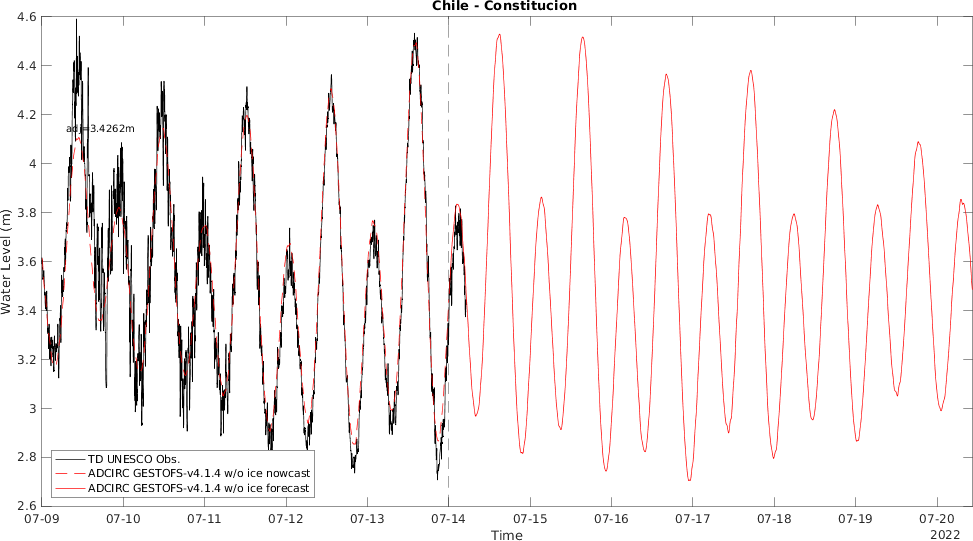 Chile - Constitucion
4.6
4.4
4.2
4
3.8
3.6
3.4
3.2
3
2.8
2.6
Water Level (m)
adj=3.4262m
TD UNESCO Obs.
ADCIRC GESTOFS-v4.1.4 w/o ice nowcast
ADCIRC GESTOFS-v4.1.4 w/o ice forecast
07-09 07-10 07-11 07-12 07-13 07-14 07-15 07-16 07-17 07-18 07-19 07-20
Time
2022